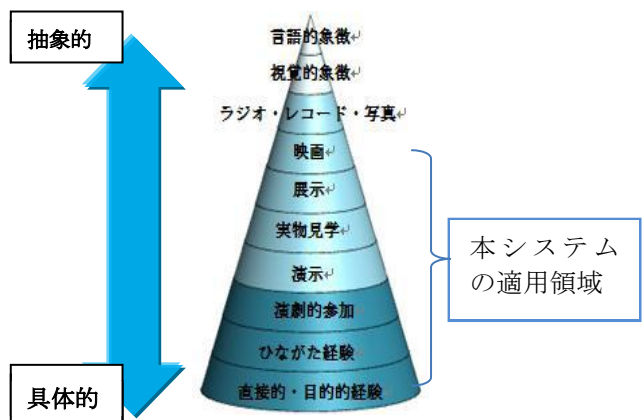 抽象的
言語的象徴↵
視覚的象徴↵
ラジオ・レコード・写真↵
映画↵
展示↵
実物見学↵
演示↵
演劇的参加
ひながた経験↵
直接的・目的的経験
具体的
本システム
の適用領域